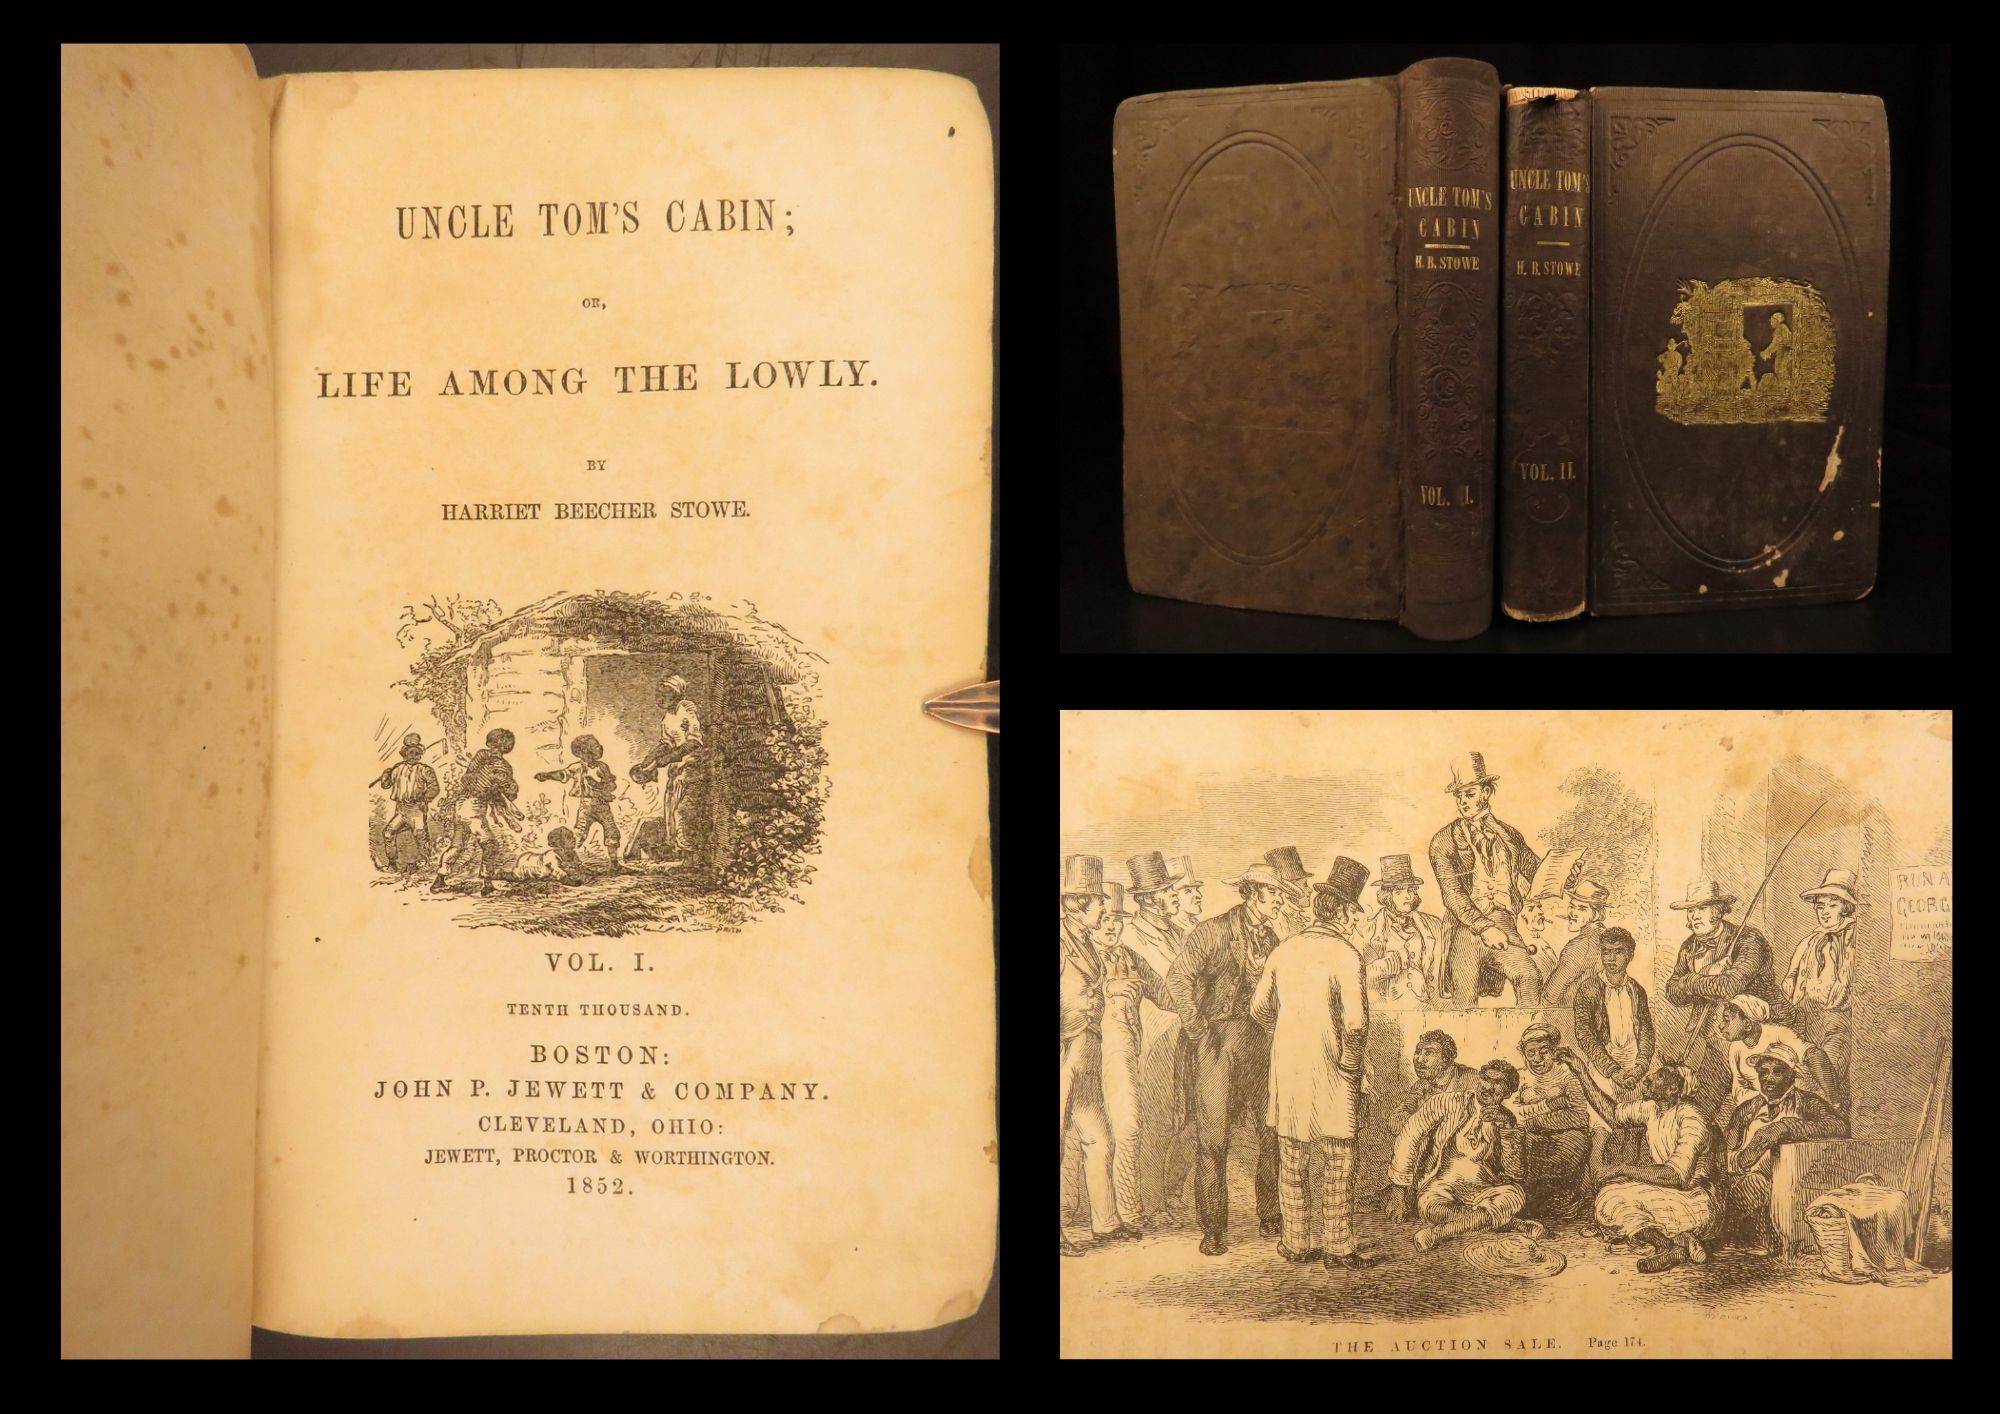 UNCLE TOM'S CABIN;
OR,
LIFE AMONG THE LOWLY.
BY
HARRIET BEECHER STOWE.
VOL. I.
TENTH THOUSAND.
BOSTON:
JOHN P. JEWETT & COMPANY.
CLEVELAND, OHIO:
JEWETT, PROCTOR & WORTHINGTON.
1852.
UNCLE TOM'S
CABIN
H. B. STOWE
VOL. I.
UNCLE TOM'S
CABIN
H. B. STOWE
VOL. II.
RUN A
GEORG
THE AUCTION SALE. Page 174.